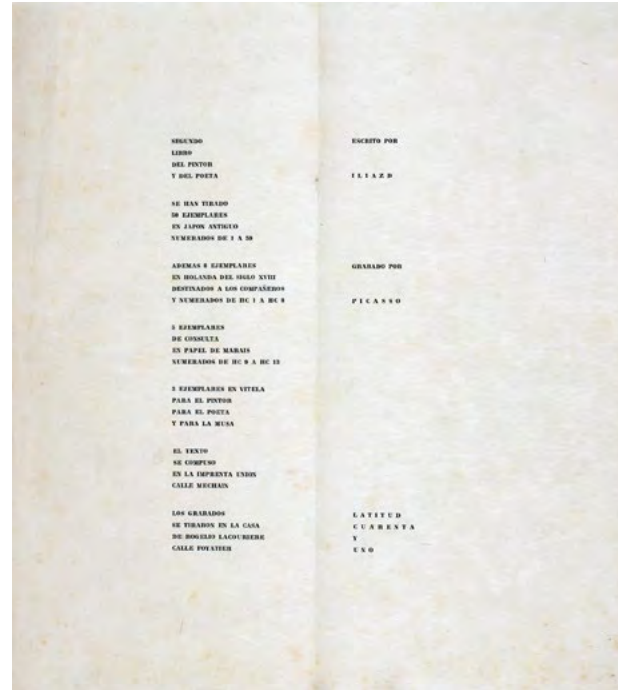 SEGUNDO
LIBRO
DEL PINTOR
Y DEL POETA
SE HAN TIRADO
50 EJEMPLARES
EN JAPON ANTIGUO
NUMERADOS DE 1 A 50
ADEMAS 8 EJEMPLARES
EN HOLANDA DEL SIGLO XVIII
DESTINADOS A LOS COMPAÑEROS
Y NUMERADOS DE HC 1 A HC 8
5 EJEMPLARES
DE CONSULTA
EN PAPEL DE MARAIS
NUMERADOS DE HC 9 A HC 13
3 EJEMPLARES EN VITELA
PARA EL PINTOR
PARA EL POETA
Y PARA LA MUSA
EL TEXTO
SE COMPUSO
EN LA IMPRENTA UNION
CALLE MECHAIN
LOS GRABADOS
SE TIRARON EN LA CASA
DE ROGELIO LACOURIERE
CALLE FOYATIER
ESCRITO POR
ILIAZD
GRABADO POR
PICASSO
LATITUD
CUARENTA
Y
UNO